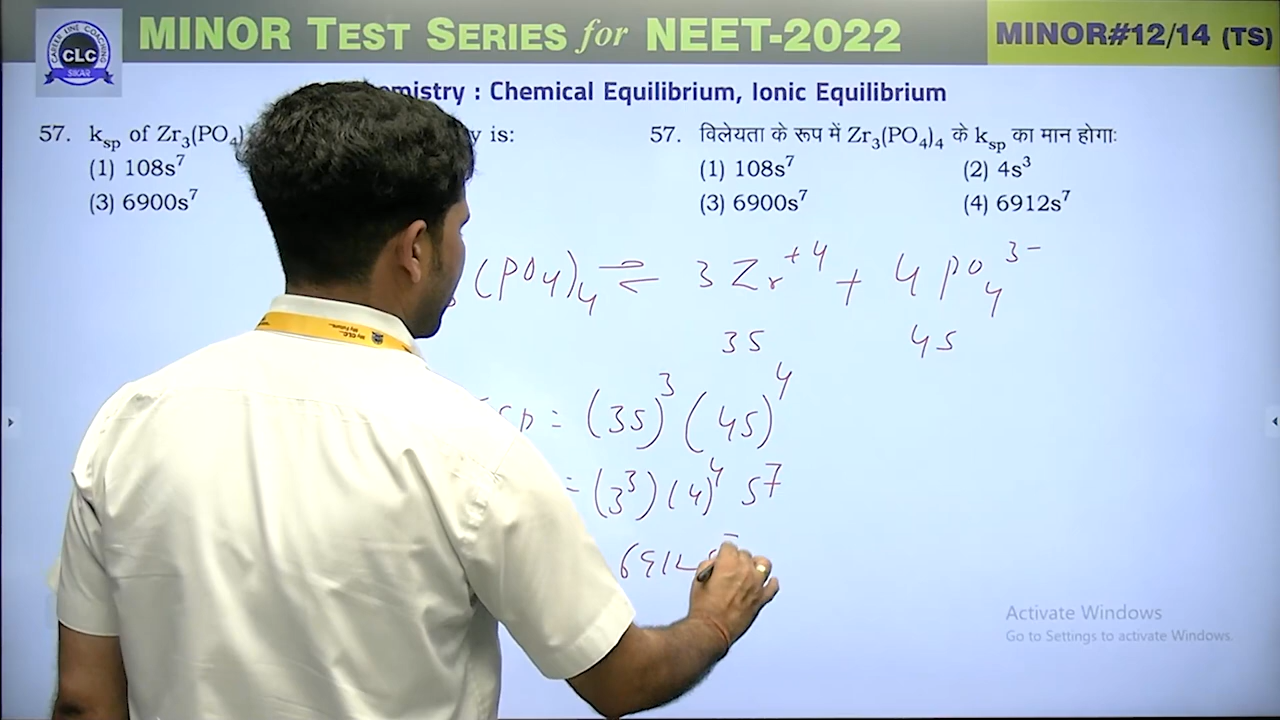 CAREER LINE COACHING
CLC
SIKAR
MINOR TEST SERIES for NEET-2022
MINOR#12/14 (TS)
mistry : Chemical Equilibrium, Ionic Equilibrium
57. ksp of Zr3(PO4) y is:
(1) 108s⁷
(3) 6900s⁷
57. विलेयता के रूप में Zr₃(PO₄)₄ के ksp का मान होगाः
(1) 108s⁷ (2) 4s³
(3) 6900s⁷ (4) 6912s⁷
(PO4)4 ⇌ 3 Zr⁺⁴ + 4 PO₄³⁻
3S 4S
sp = (3S)³ (4S)⁴
= (3³) (4)⁴ S⁷
6912
Activate Windows
Go to Settings to activate Windows.